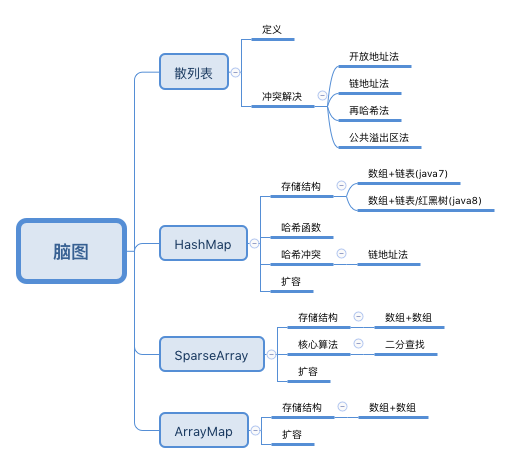 脑图
散列表
定义
冲突解决
开放地址法
链地址法
再哈希法
公共溢出区法
HashMap
存储结构
数组+链表(java7)
数组+链表/红黑树(java8)
哈希函数
哈希冲突
链地址法
扩容
SparseArray
存储结构
数组+数组
核心算法
二分查找
扩容
ArrayMap
存储结构
数组+数组
扩容